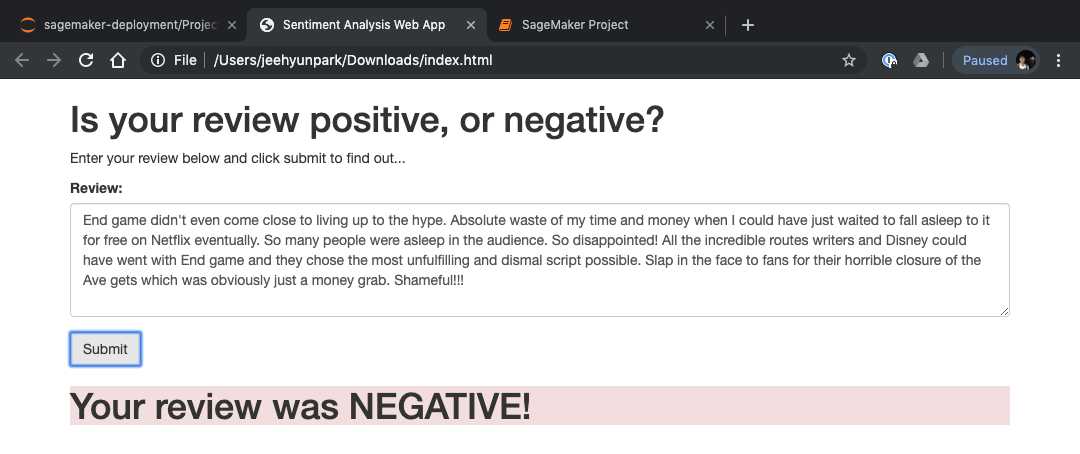 sagemaker-deployment/Projec
Sentiment Analysis Web App
SageMaker Project
File
/Users/jeehyunpark/Downloads/index.html
Paused
Is your review positive, or negative?
Enter your review below and click submit to find out...
Review:
End game didn't even come close to living up to the hype. Absolute waste of my time and money when I could have just waited to fall asleep to it
for free on Netflix eventually. So many people were asleep in the audience. So disappointed! All the incredible routes writers and Disney could
have went with End game and they chose the most unfulfilling and dismal script possible. Slap in the face to fans for their horrible closure of the
Ave gets which was obviously just a money grab. Shameful!!!
Submit
Your review was NEGATIVE!